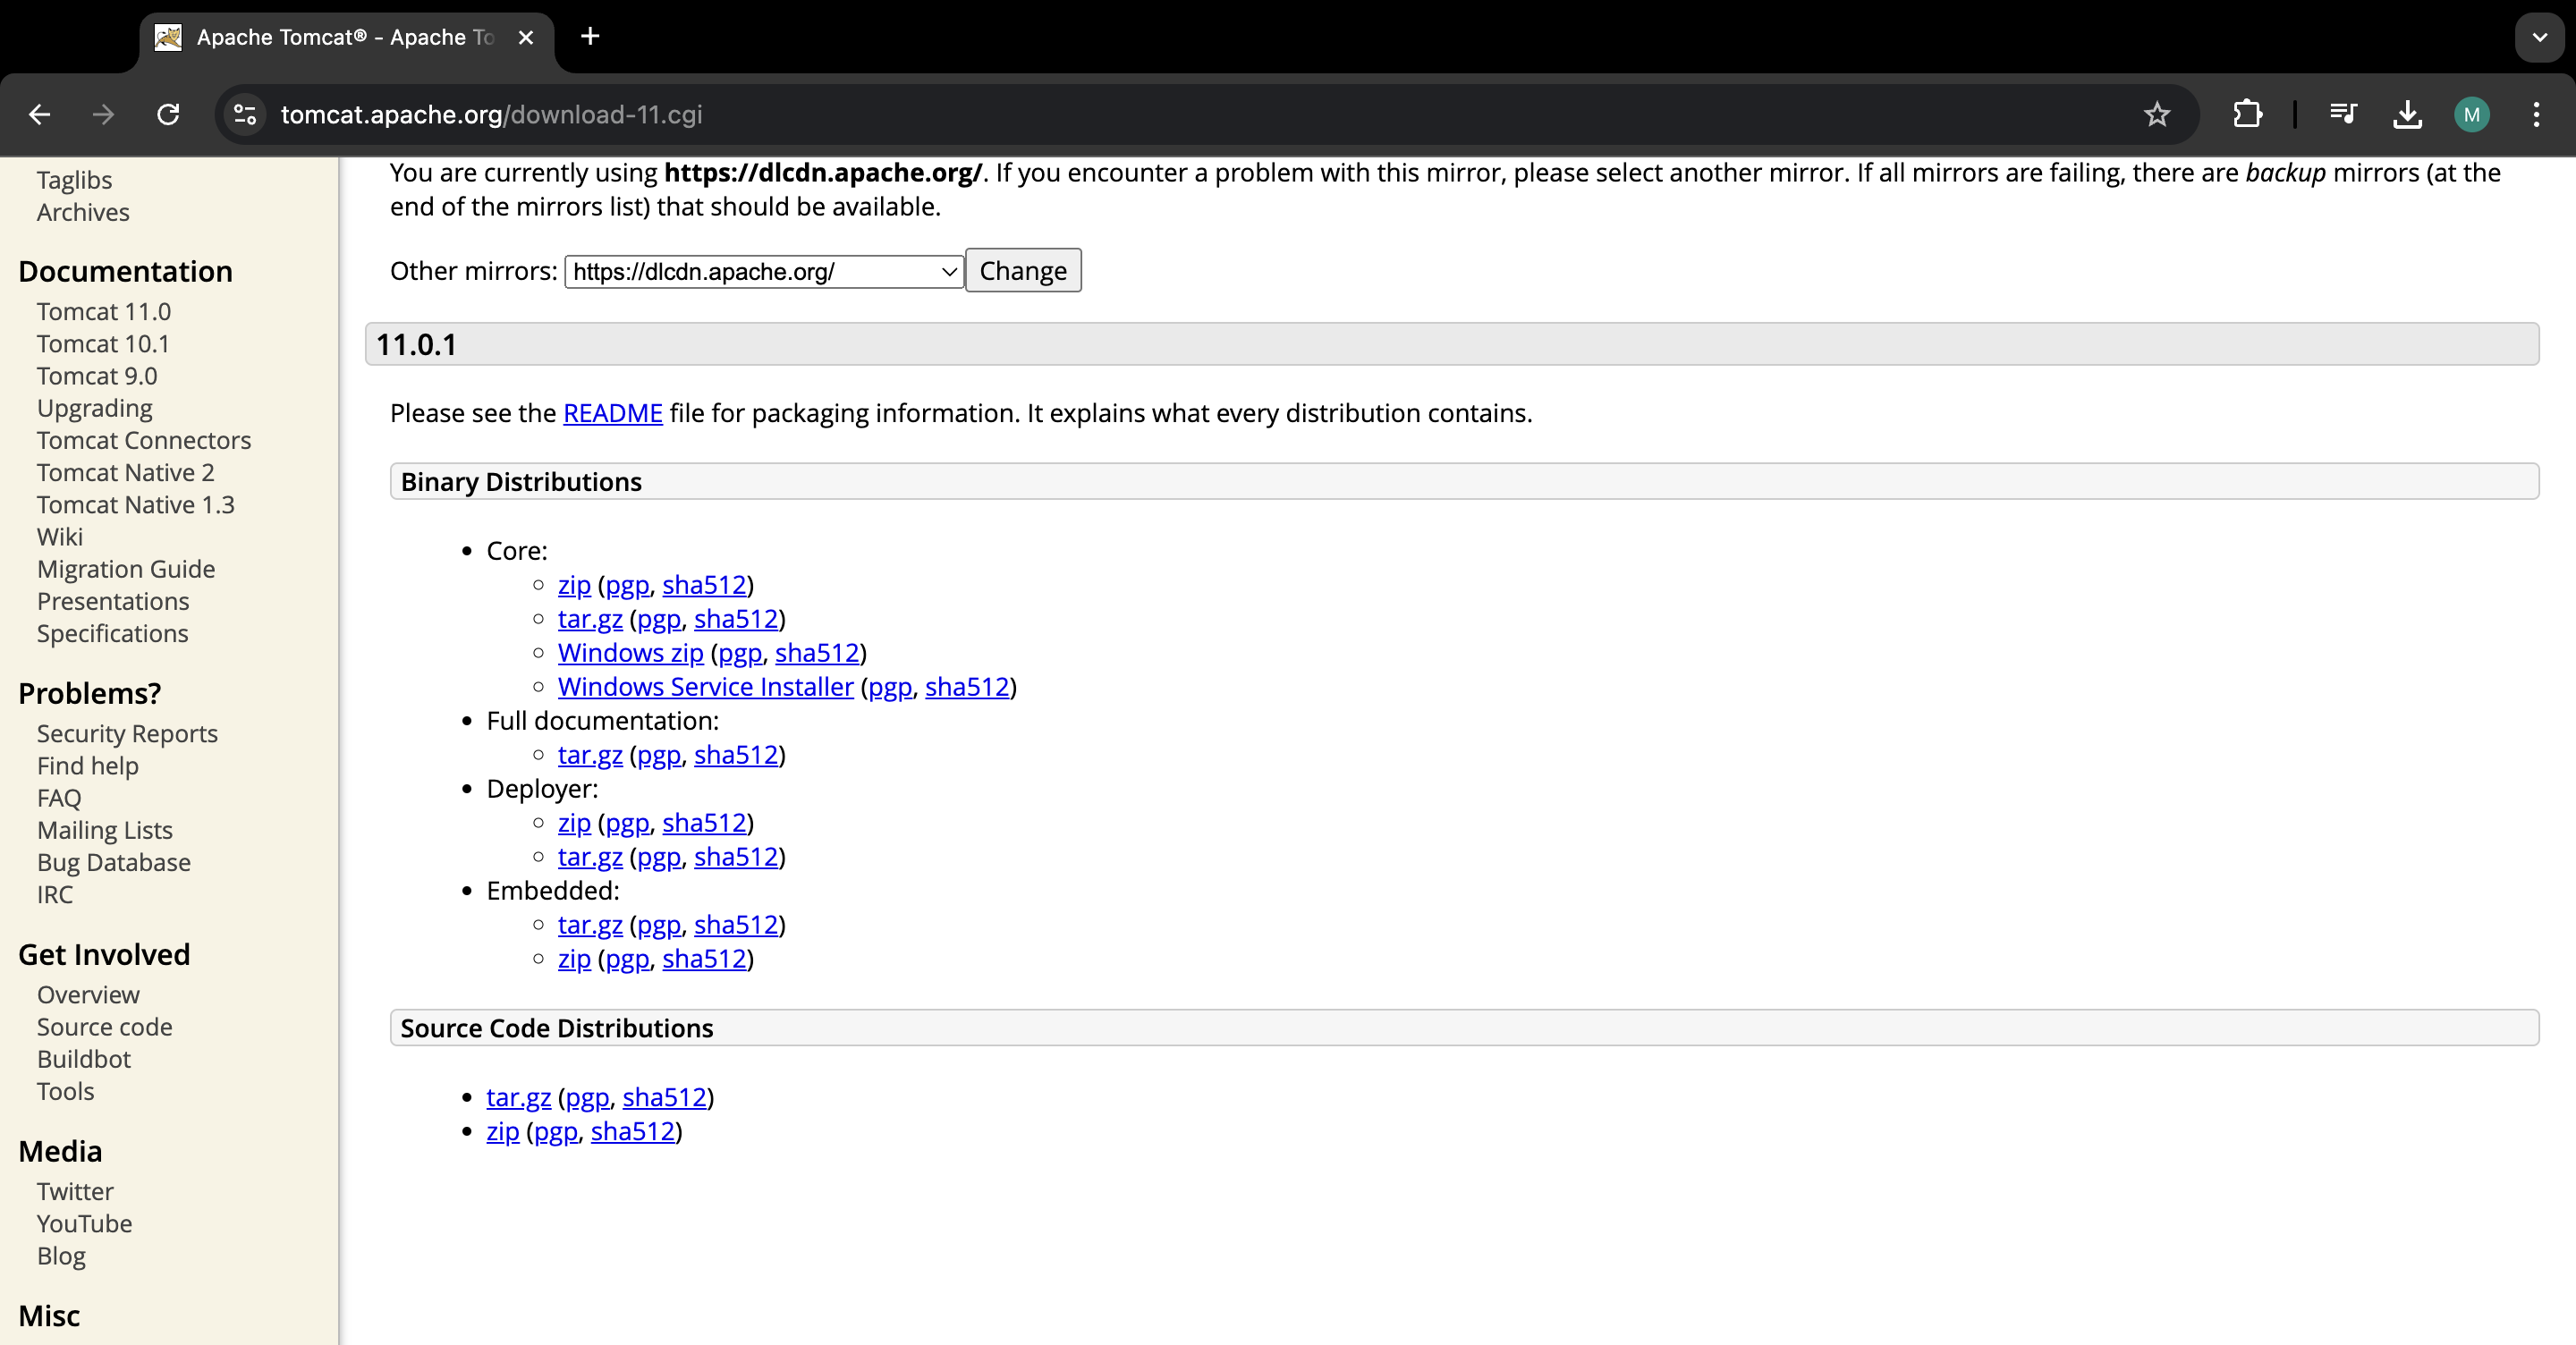 Apache Tomcat® - Apache To
tomcat.apache.org/download-11.cgi
M
Taglibs
Archives
Documentation
Tomcat 11.0
Tomcat 10.1
Tomcat 9.0
Upgrading
Tomcat Connectors
Tomcat Native 2
Tomcat Native 1.3
Wiki
Migration Guide
Presentations
Specifications
Problems?
Security Reports
Find help
FAQ
Mailing Lists
Bug Database
IRC
Get Involved
Overview
Source code
Buildbot
Tools
Media
Twitter
YouTube
Blog
Misc
You are currently using https://dlcdn.apache.org/. If you encounter a problem with this mirror, please select another mirror. If all mirrors are failing, there are backup mirrors (at the
end of the mirrors list) that should be available.
Other mirrors: https://dlcdn.apache.org/ Change
11.0.1
Please see the README file for packaging information. It explains what every distribution contains.
Binary Distributions
• Core:
◦ zip (pgp, sha512)
◦ tar.gz (pgp, sha512)
◦ Windows zip (pgp, sha512)
◦ Windows Service Installer (pgp, sha512)
• Full documentation:
◦ tar.gz (pgp, sha512)
• Deployer:
◦ zip (pgp, sha512)
◦ tar.gz (pgp, sha512)
• Embedded:
◦ tar.gz (pgp, sha512)
◦ zip (pgp, sha512)
Source Code Distributions
• tar.gz (pgp, sha512)
• zip (pgp, sha512)